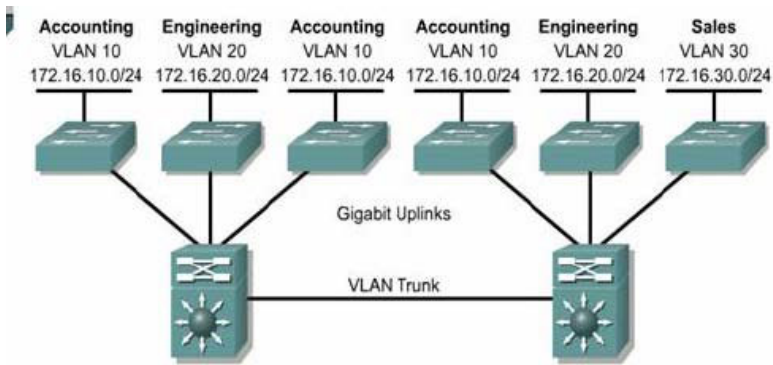 Accounting
VLAN 10
172.16.10.0/24
Engineering
VLAN 20
172.16.20.0/24
Accounting
VLAN 10
172.16.10.0/24
Accounting
VLAN 10
172.16.10.0/24
Engineering
VLAN 20
172.16.20.0/24
Sales
VLAN 30
172.16.30.0/24
Gigabit Uplinks
VLAN Trunk